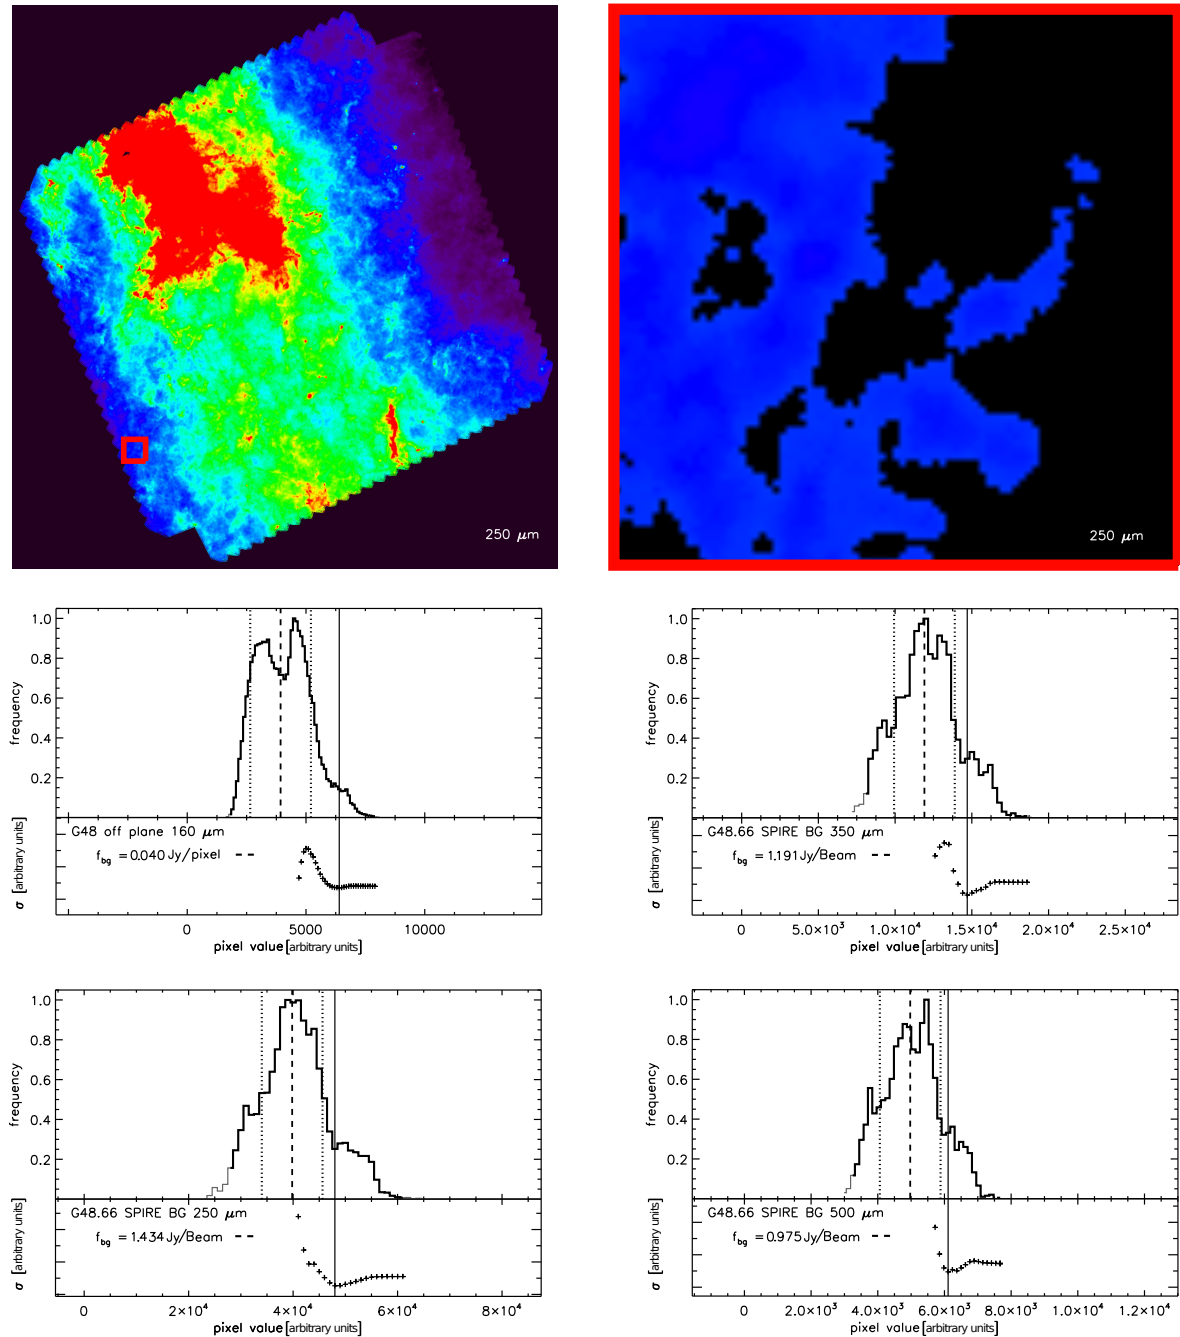 250 μm
250 μm
1.0
0.8
0.6
0.4
0.2
frequency
G48 off plane 160 μm
f_bg = 0.040 Jy/pixel
σ [arbitrary units]
0 5000 10000
pixel value [arbitrary units]
1.0
0.8
0.6
0.4
0.2
frequency
G48.66 SPIRE BG 350 μm
f_bg = 1.191 Jy/Beam
σ [arbitrary units]
0 5.0×10³ 1.0×10⁴ 1.5×10⁴ 2.0×10⁴ 2.5×10⁴
pixel value [arbitrary units]
1.0
0.8
0.6
0.4
0.2
frequency
G48.66 SPIRE BG 250 μm
f_bg = 1.434 Jy/Beam
σ [arbitrary units]
0 2×10⁴ 4×10⁴ 6×10⁴ 8×10⁴
pixel value [arbitrary units]
1.0
0.8
0.6
0.4
0.2
frequency
G48.66 SPIRE BG 500 μm
f_bg = 0.975 Jy/Beam
σ [arbitrary units]
0 2.0×10³ 4.0×10³ 6.0×10³ 8.0×10³ 1.0×10⁴ 1.2×10⁴
pixel value [arbitrary units]